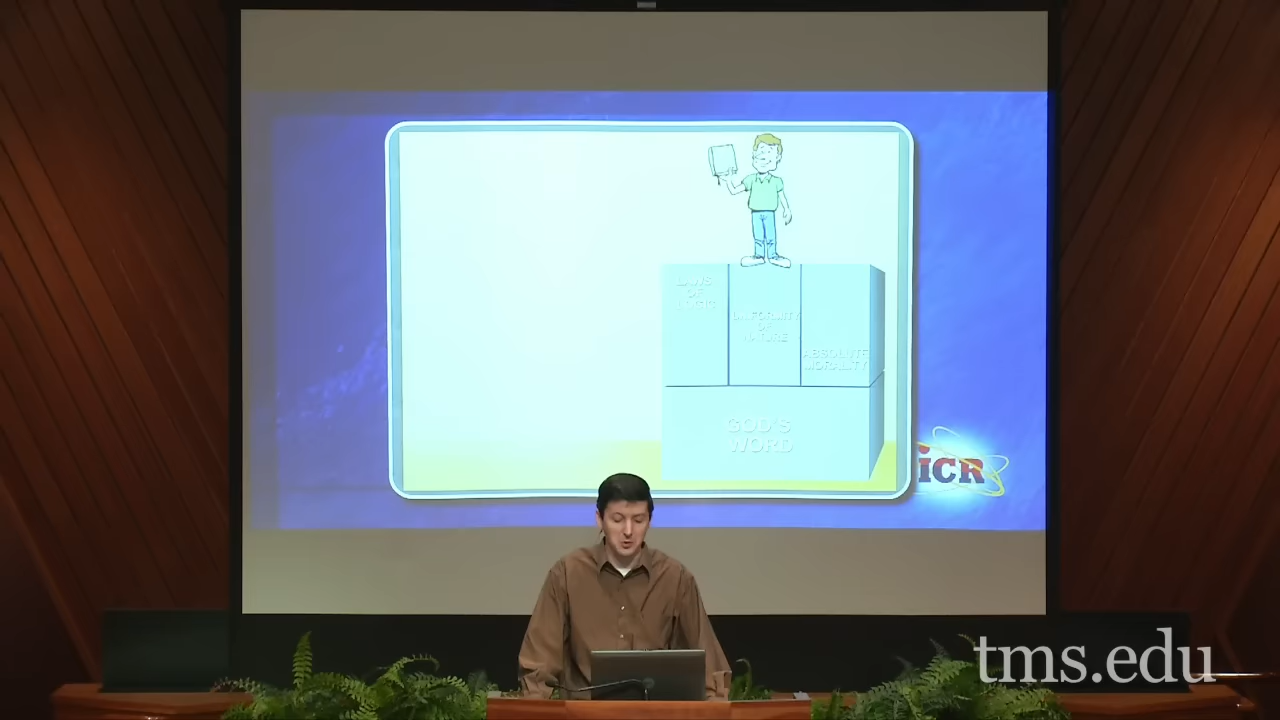 LAWS
OF
LOGIC
UNIFORMITY
OF
NATURE
ABSOLUTE
MORALITY
GOD'S
WORD
iCR
tms.edu